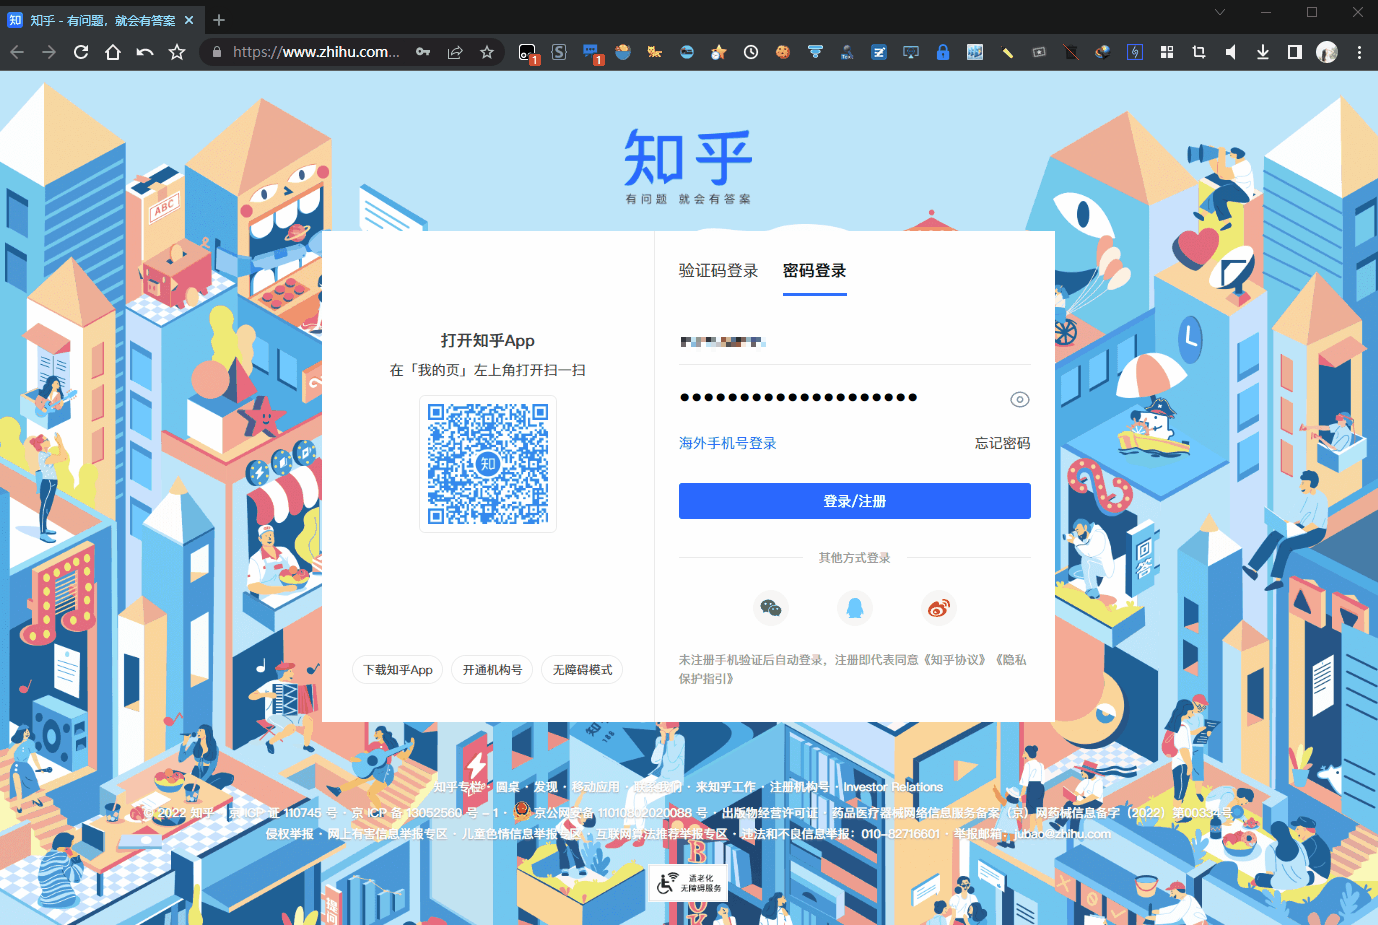 知乎 - 有问题，就会有答案
https://www.zhihu.com...
1
1
知乎
有问题 就会有答案
ABC
验证码登录 密码登录
打开知乎App
在「我的页」左上角打开扫一扫
知
海外手机号登录 忘记密码
登录/注册
其他方式登录
未注册手机验证后自动登录，注册即代表同意《知乎协议》《隐私
保护指引》
下载知乎App 开通机构号 无障碍模式
回答
知乎专栏 · 圆桌 · 发现 · 移动应用 · 联系我们 · 来知乎工作 · 注册机构号 · Investor Relations
© 2022 知乎 · 京 ICP 证 110745 号 · 京 ICP 备 13052560 号 - 1 · 京公网安备 11010802020088 号 · 出版物经营许可证 · 药品医疗器械网络信息服务备案（京）网药械信息备字（2022）第00334号
侵权举报 · 网上有害信息举报专区 · 儿童色情信息举报专区 · 互联网算法推荐举报专区 · 违法和不良信息举报：010-82716601 · 举报邮箱：jubao@zhihu.com
适老化
无障碍服务